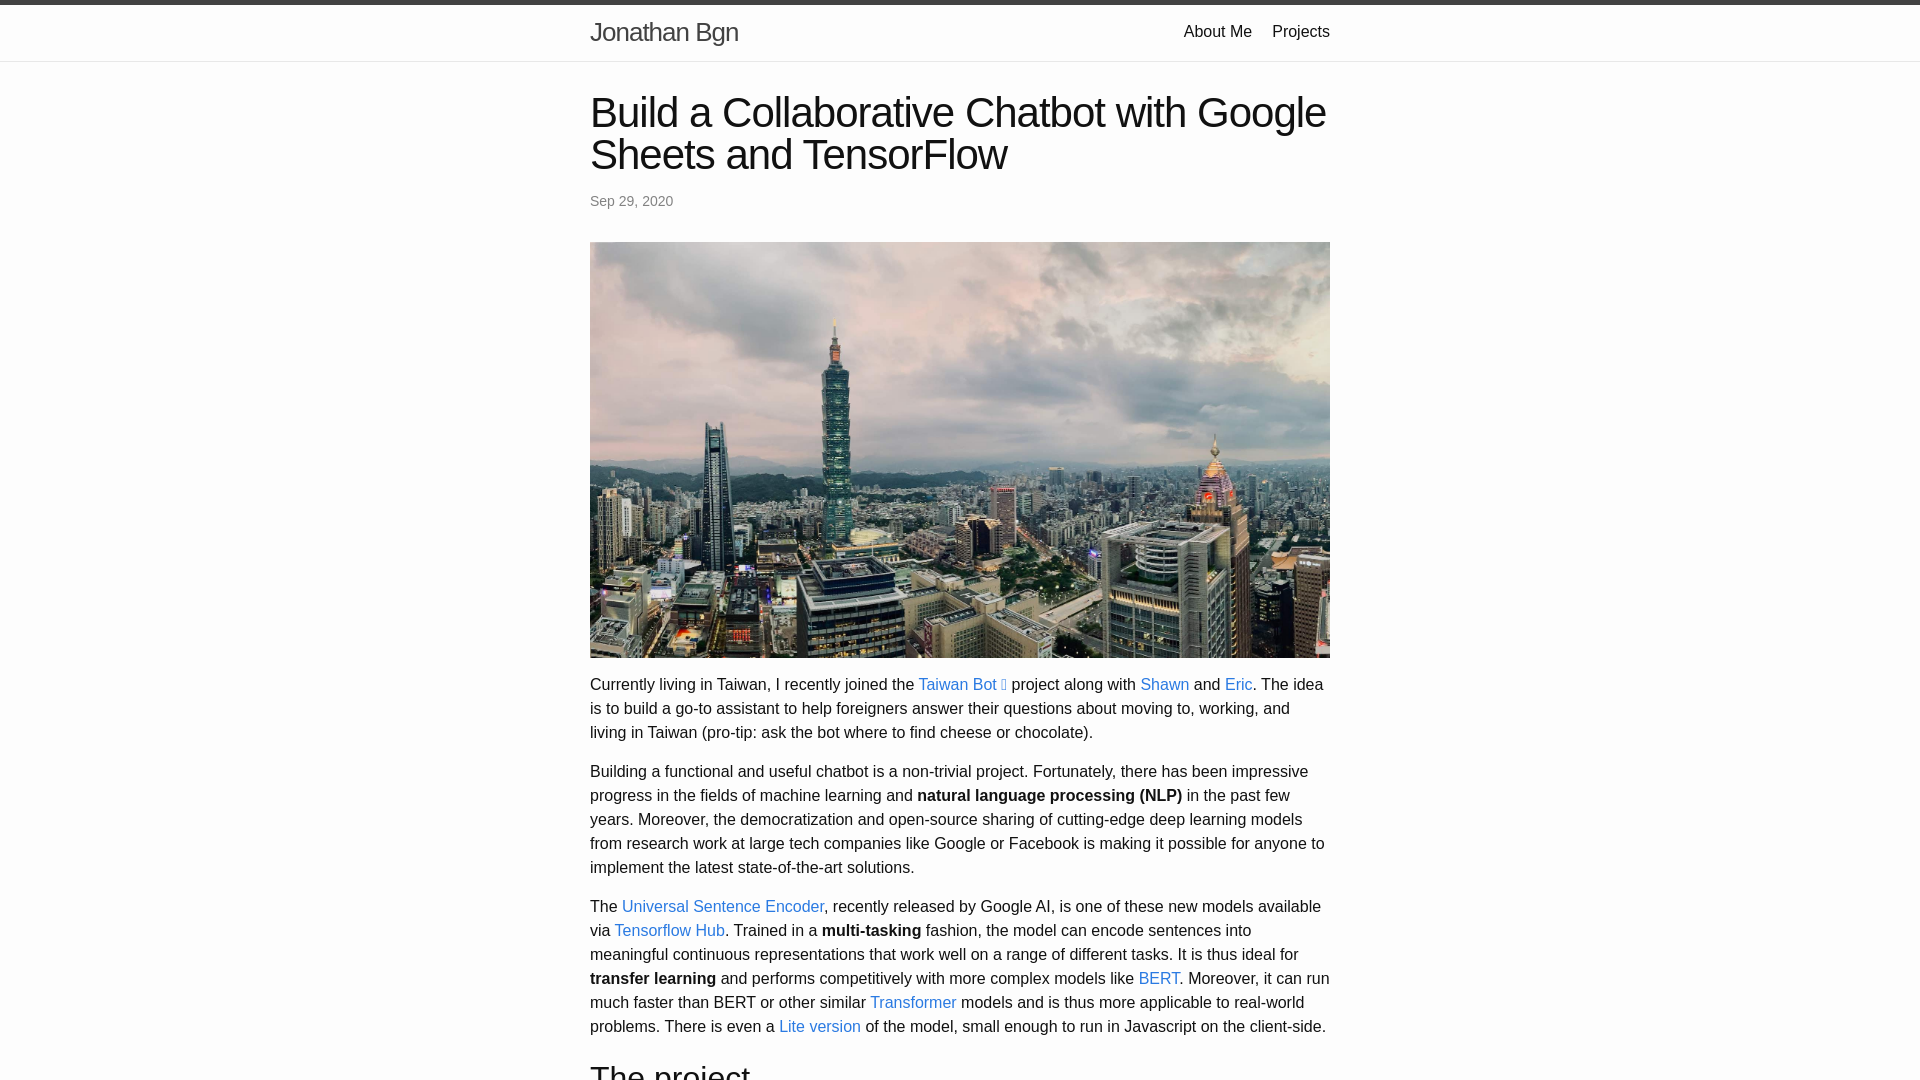 Jonathan Bgn
About Me
Projects
Build a Collaborative Chatbot with Google
Sheets and TensorFlow
Sep 29, 2020
Currently living in Taiwan, I recently joined the Taiwan Bot project along with Shawn and Eric. The idea
is to build a go-to assistant to help foreigners answer their questions about moving to, working, and
living in Taiwan (pro-tip: ask the bot where to find cheese or chocolate).
Building a functional and useful chatbot is a non-trivial project. Fortunately, there has been impressive
progress in the fields of machine learning and natural language processing (NLP) in the past few
years. Moreover, the democratization and open-source sharing of cutting-edge deep learning models
from research work at large tech companies like Google or Facebook is making it possible for anyone to
implement the latest state-of-the-art solutions.
The Universal Sentence Encoder, recently released by Google AI, is one of these new models available
via Tensorflow Hub. Trained in a multi-tasking fashion, the model can encode sentences into
meaningful continuous representations that work well on a range of different tasks. It is thus ideal for
transfer learning and performs competitively with more complex models like BERT. Moreover, it can run
much faster than BERT or other similar Transformer models and is thus more applicable to real-world
problems. There is even a Lite version of the model, small enough to run in Javascript on the client-side.
The project